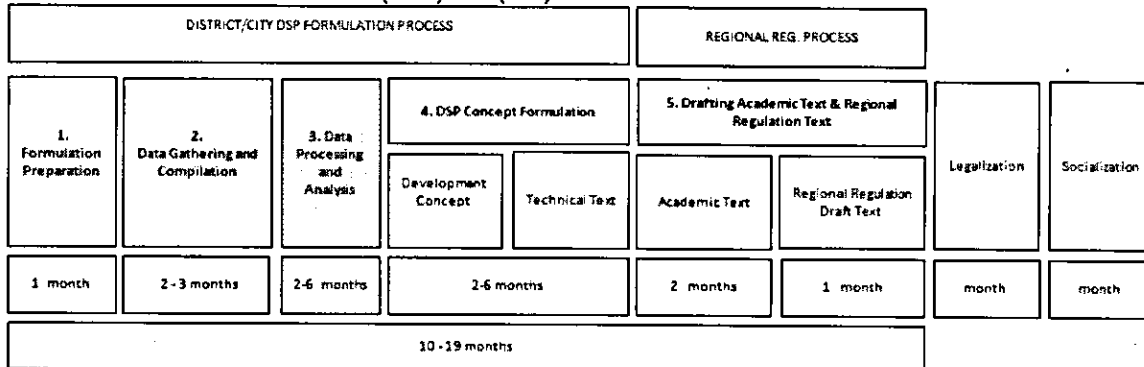 DISTRICT/CITY DSP FORMULATION PROCESS
REGIONAL REG. PROCESS
1.
Formulation
Preparation
2.
Data Gathering and
Compilation
3. Data
Processing
and
Analysis
4. DSP Concept Formulation
Development
Concept
Technical Text
5. Drafting Academic Text & Regional
Regulation Text
Academic Text
Regional Regulation
Draft Text
Legalization
Socialization
1 month
2-3 months
2-6 months
2-6 months
2 months
1 month
month
month
10-19 months